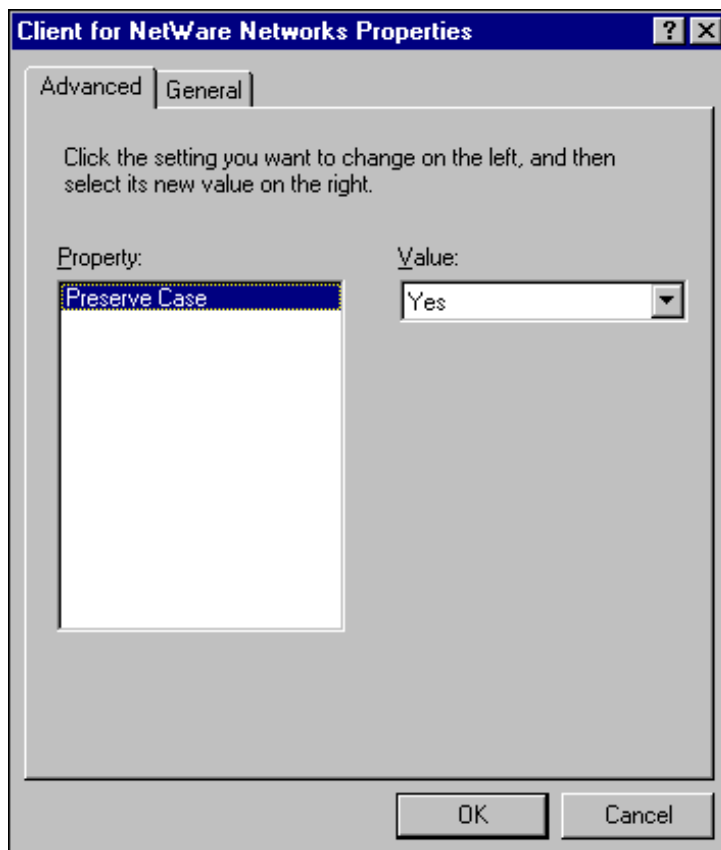 Client for NetWare Networks Properties
Advanced
General
Click the setting you want to change on the left, and then
select its new value on the right.
Property:
Value:
Preserve Case
Yes
OK
Cancel